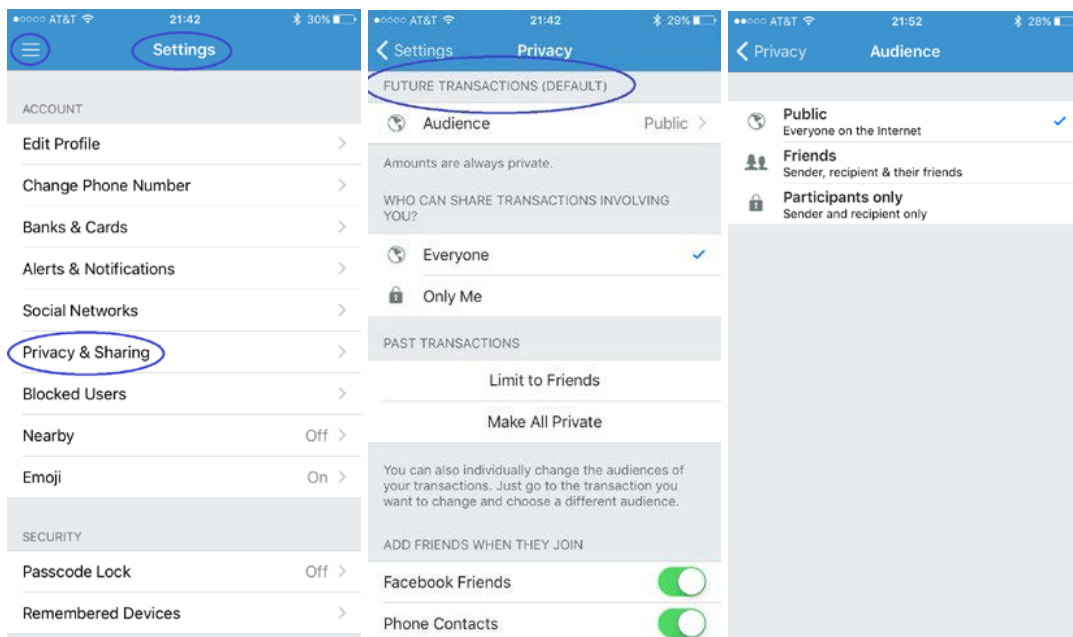 AT&T 21:42 30%
Settings
ACCOUNT
Edit Profile
Change Phone Number
Banks & Cards
Alerts & Notifications
Social Networks
Privacy & Sharing
Blocked Users
Nearby Off
Emoji On
SECURITY
Passcode Lock Off
Remembered Devices
AT&T 21:42 29%
Settings Privacy
FUTURE TRANSACTIONS (DEFAULT)
Audience Public
Amounts are always private.
WHO CAN SHARE TRANSACTIONS INVOLVING
YOU?
Everyone
Only Me
PAST TRANSACTIONS
Limit to Friends
Make All Private
You can also individually change the audiences of
your transactions. Just go to the transaction you
want to change and choose a different audience.
ADD FRIENDS WHEN THEY JOIN
Facebook Friends
Phone Contacts
AT&T 21:52 28%
Privacy Audience
Public
Everyone on the Internet
Friends
Sender, recipient & their friends
Participants only
Sender and recipient only